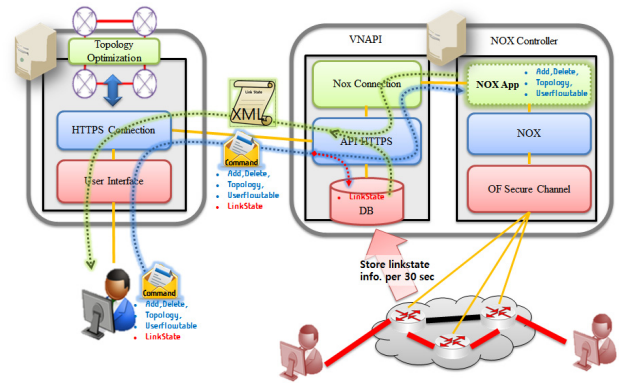 Topology
Optimization
HTTPS Connection
User Interface
Link State
XML
Command
• Add,Delete,
• Topology,
• Userflowtable
• LinkState
Command
• Add,Delete,
• Topology,
• Userflowtable
• LinkState
VNAPI
Nox Connection
API HTTPS
• LinkState
DB
NOX Controller
NOX App
• Add,Delete,
• Topology,
• Userflowtable
NOX
OF Secure Channel
Store linkstate
info. per 30 sec